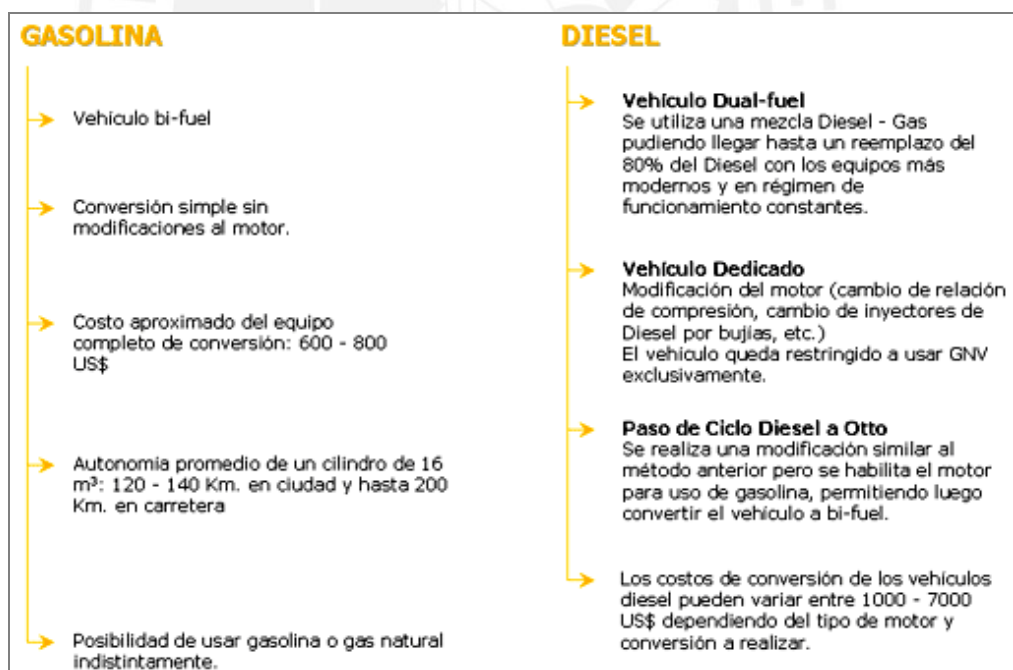 GASOLINA
Vehículo bi-fuel
Conversión simple sin
modificaciones al motor.
Costo aproximado del equipo
completo de conversión: 600 - 800
US$
Autonomía promedio de un cilindro de 16
m³: 120 - 140 Km. en ciudad y hasta 200
Km. en carretera
Posibilidad de usar gasolina o gas natural
indistintamente.
DIESEL
Vehículo Dual-fuel
Se utiliza una mezcla Diesel - Gas
pudiendo llegar hasta un reemplazo del
80% del Diesel con los equipos más
modernos y en régimen de
funcionamiento constantes.
Vehículo Dedicado
Modificación del motor (cambio de relación
de compresión, cambio de inyectores de
Diesel por bujías, etc.)
El vehículo queda restringido a usar GNV
exclusivamente.
Paso de Ciclo Diesel a Otto
Se realiza una modificación similar al
método anterior pero se habilita el motor
para uso de gasolina, permitiendo luego
convertir el vehículo a bi-fuel.
Los costos de conversión de los vehículos
diesel pueden variar entre 1000 - 7000
US$ dependiendo del tipo de motor y
conversión a realizar.